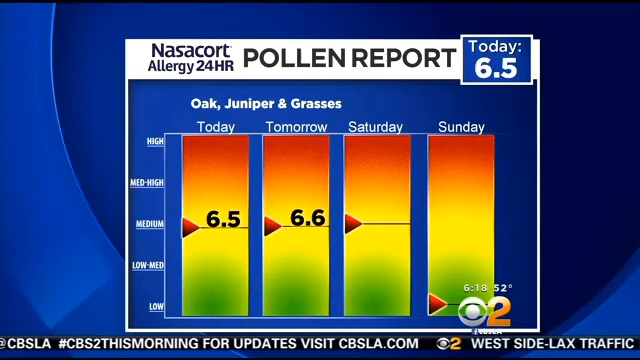 Nasacort
Allergy 24HR
POLLEN REPORT
Today:
6.5
Oak, Juniper & Grasses
Today Tomorrow Saturday Sunday
HIGH
MED-HIGH
MEDIUM
LOW-MED
LOW
6.5 6.6
6:18 52°
2
CBSLA
@CBSLA #CBS2THISMORNING FOR UPDATES VISIT CBSLA.COM 2 WEST SIDE-LAX TRAFFIC